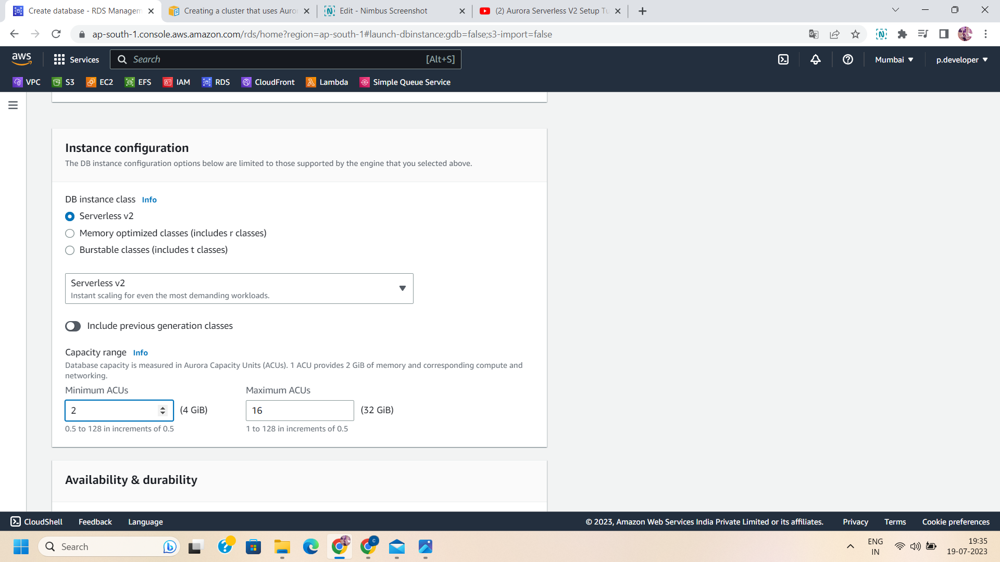 Create database - RDS Managem
Creating a cluster that uses Auror
Edit - Nimbus Screenshot
(2) Aurora Serverless V2 Setup Tu
ap-south-1.console.aws.amazon.com/rds/home?region=ap-south-1#launch-dbinstance:gdb=false;s3-import=false
aws
Services
Search
[Alt+S]
Mumbai
p.developer
VPC
S3
EC2
EFS
IAM
RDS
CloudFront
Lambda
Simple Queue Service
Instance configuration
The DB instance configuration options below are limited to those supported by the engine that you selected above.
DB instance class Info
Serverless v2
Memory optimized classes (includes r classes)
Burstable classes (includes t classes)
Serverless v2
Instant scaling for even the most demanding workloads.
Include previous generation classes
Capacity range Info
Database capacity is measured in Aurora Capacity Units (ACUs). 1 ACU provides 2 GiB of memory and corresponding compute and
networking.
Minimum ACUs
Maximum ACUs
2
(4 GiB)
16
(32 GiB)
0.5 to 128 in increments of 0.5
1 to 128 in increments of 0.5
Availability & durability
CloudShell
Feedback
Language
© 2023, Amazon Web Services India Private Limited or its affiliates.
Privacy
Terms
Cookie preferences
Search
ENG
IN
19:35
19-07-2023